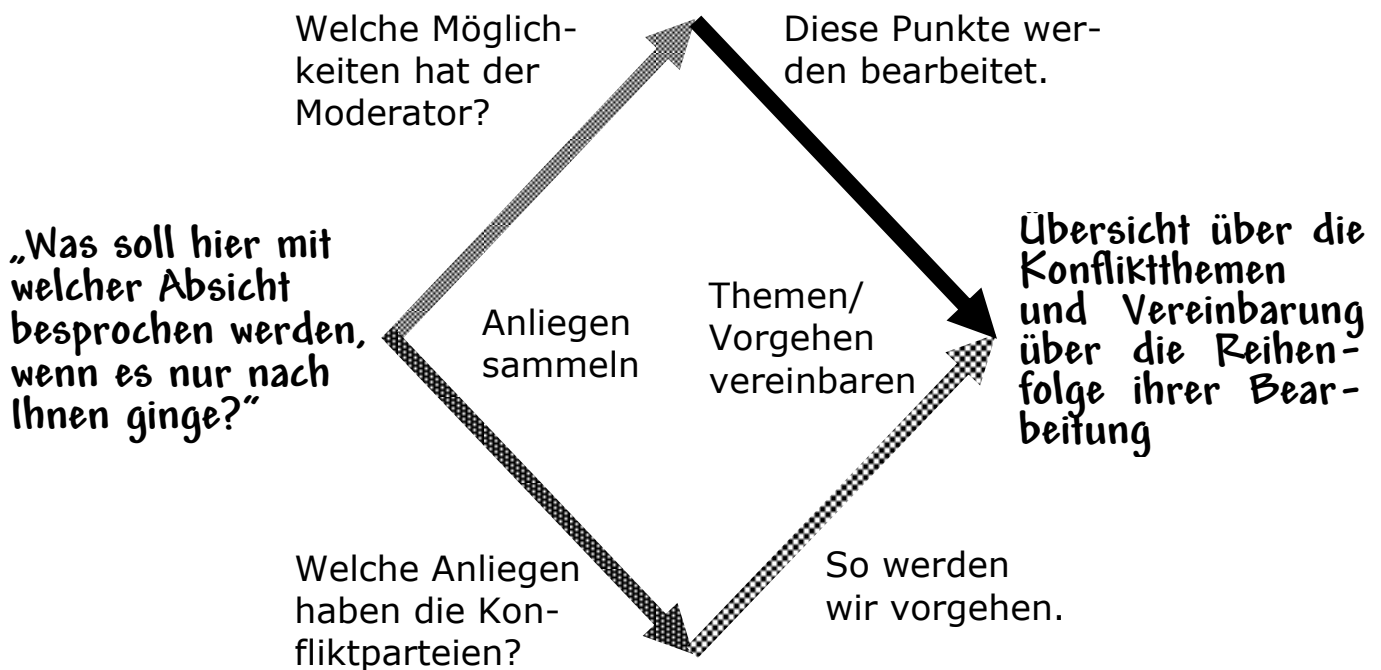 Welche Möglich-
keiten hat der
Moderator?
Diese Punkte wer-
den bearbeitet.
„Was soll hier mit
welcher Absicht
besprochen werden,
wenn es nur nach
Ihnen ginge?“
Anliegen
sammeln
Themen/
Vorgehen
vereinbaren
Übersicht über die
Konfliktthemen
und Vereinbarung
über die Reihen-
folge ihrer Bear-
beitung
Welche Anliegen
haben die Kon-
fliktparteien?
So werden
wir vorgehen.